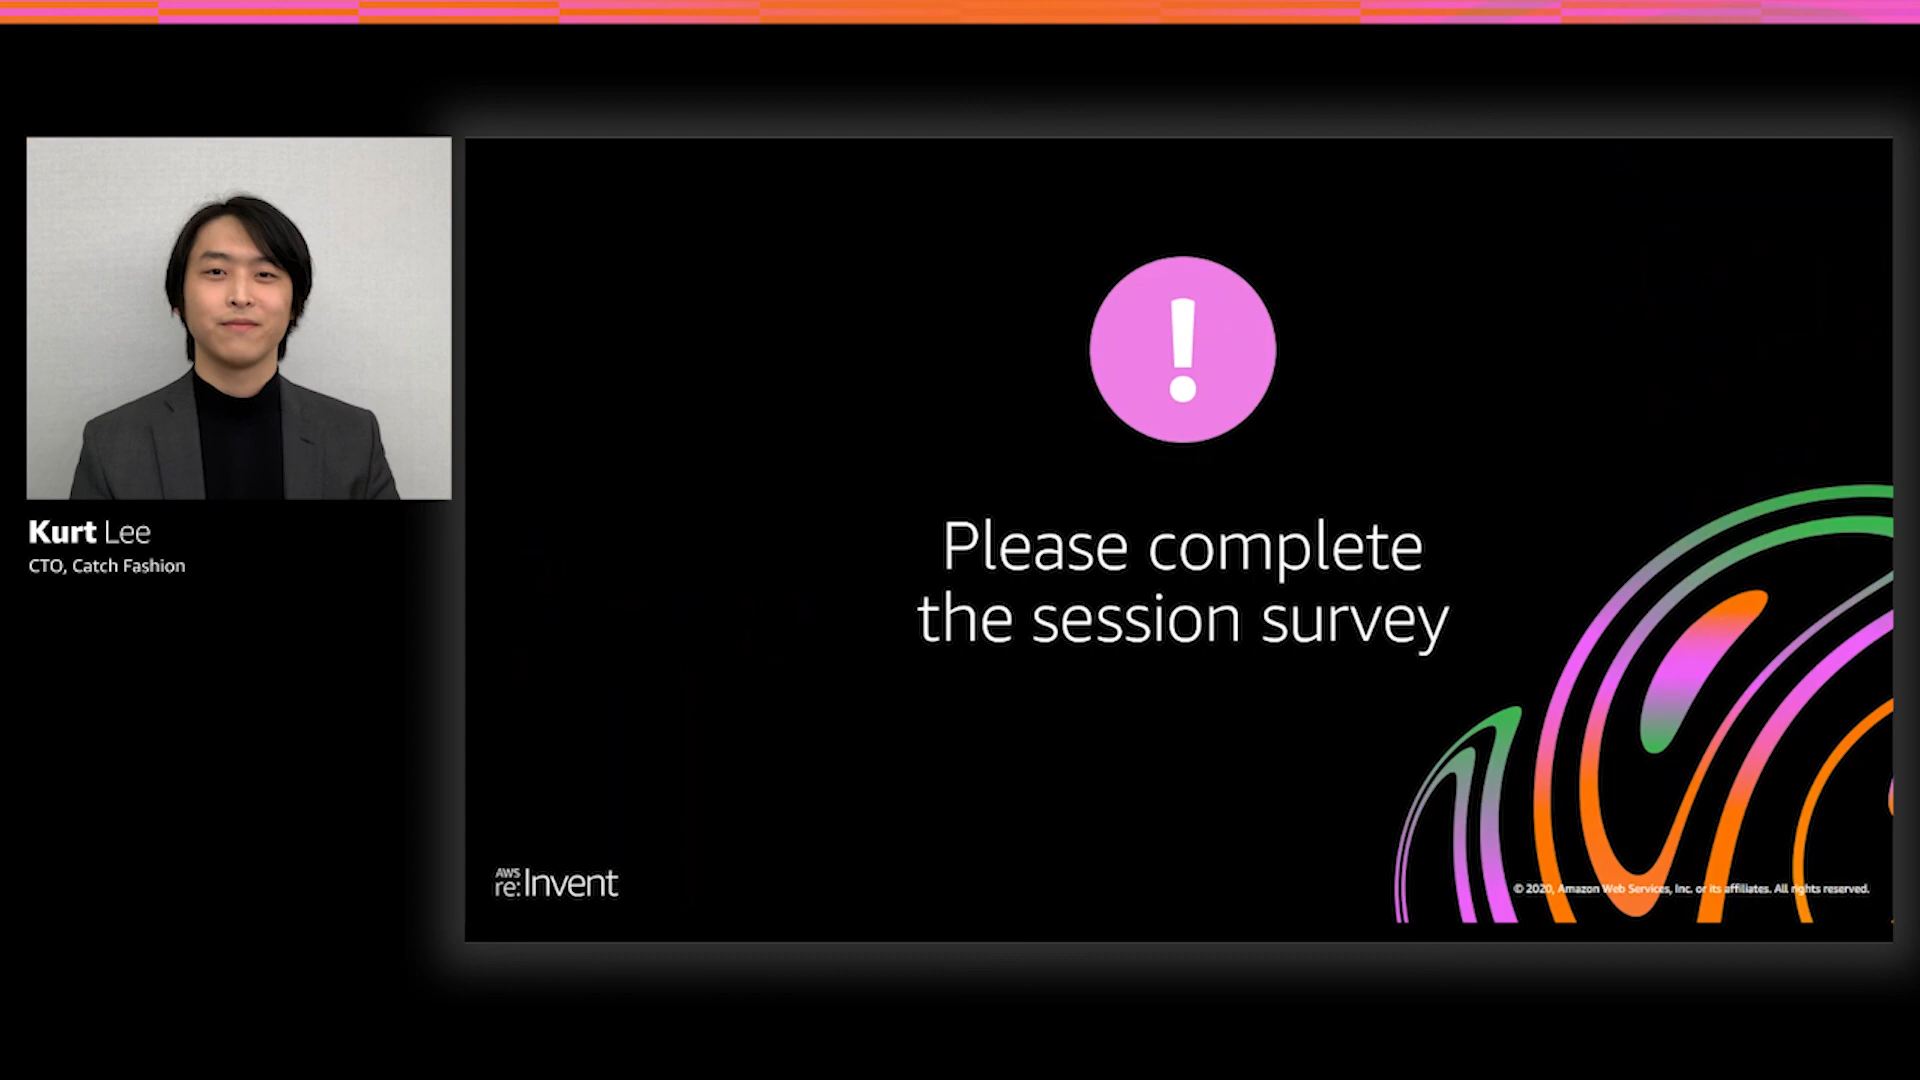 Kurt Lee
CTO, Catch Fashion
!
Please complete
the session survey
AWS
re:Invent
© 2020, Amazon Web Services, Inc. or its affiliates. All rights reserved.